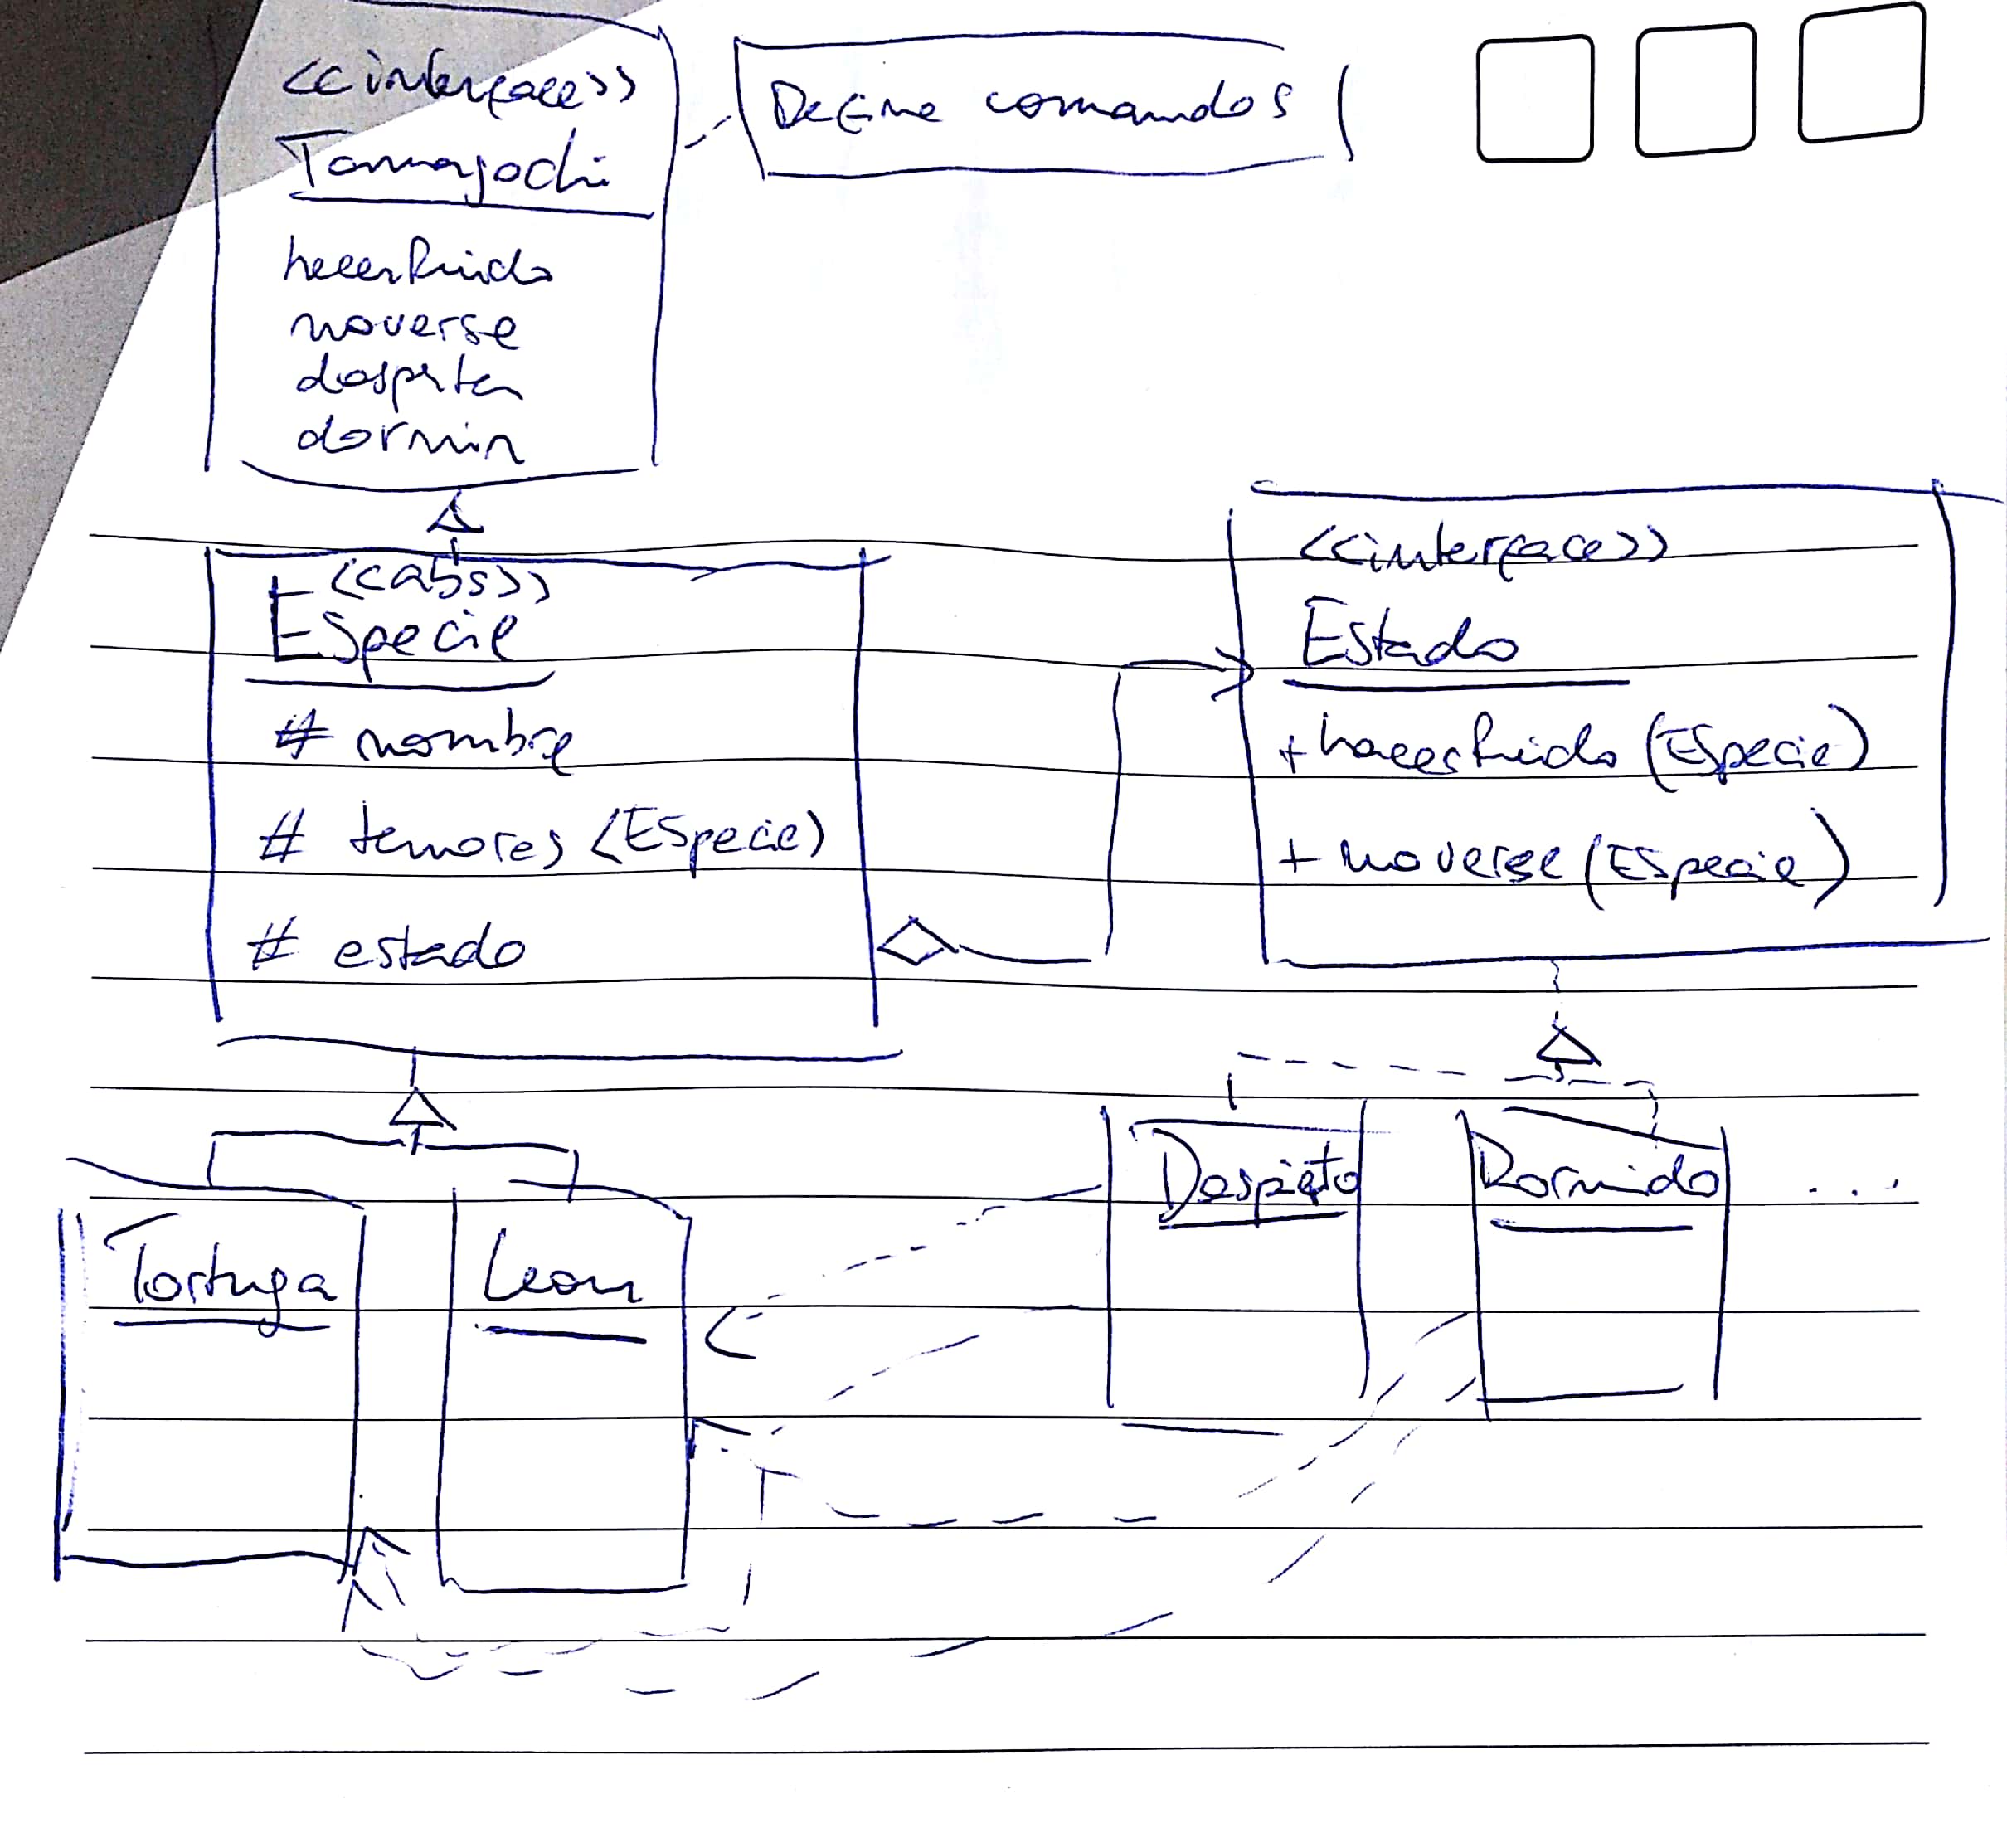 <<interface>>
Tamagochi
hacerRuido
moverse
despertar
dormir
Define comandos
<<abs>>
Especie
# nombre
# temores <Especie>
# estado
<<interface>>
Estado
+ hacerRuido (Especie)
+ moverse (Especie)
Tortuga
Leon
Despierto
Dormido
...